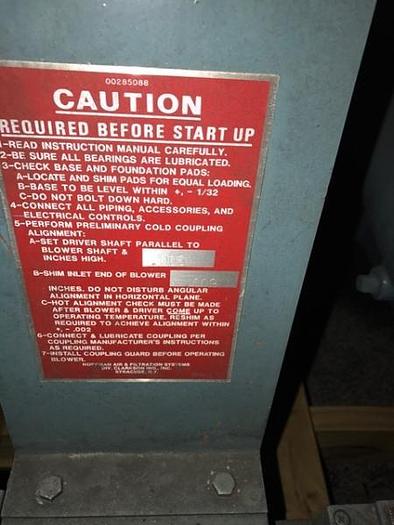 00285088
CAUTION
REQUIRED BEFORE START UP
1-READ INSTRUCTION MANUAL CAREFULLY.
2-BE SURE ALL BEARINGS ARE LUBRICATED.
3-CHECK BASE AND FOUNDATION PADS:
A-LOCATE AND SHIM PADS FOR EQUAL LOADING.
B-BASE TO BE LEVEL WITHIN +, - 1/32
C-DO NOT BOLT DOWN HARD.
4-CONNECT ALL PIPING, ACCESSORIES, AND
ELECTRICAL CONTROLS.
5-PERFORM PRELIMINARY COLD COUPLING
ALIGNMENT:
A-SET DRIVER SHAFT PARALLEL TO
BLOWER SHAFT &
INCHES HIGH.
B-SHIM INLET END OF BLOWER
INCHES. DO NOT DISTURB ANGULAR
ALIGNMENT IN HORIZONTAL PLANE.
C-HOT ALIGNMENT CHECK MUST BE MADE
AFTER BLOWER & DRIVER COME UP TO
OPERATING TEMPERATURE. RESHIM AS
REQUIRED TO ACHIEVE ALIGNMENT WITHIN
+, - .002
6-CONNECT & LUBRICATE COUPLING PER
COUPLING MANUFACTURER'S INSTRUCTIONS
AS REQUIRED.
7-INSTALL COUPLING GUARD BEFORE OPERATING
BLOWER.
HOFFMAN AIR & FILTRATION SYSTEMS
DIV. CLARKSON IND., INC.
SYRACUSE, N.Y.